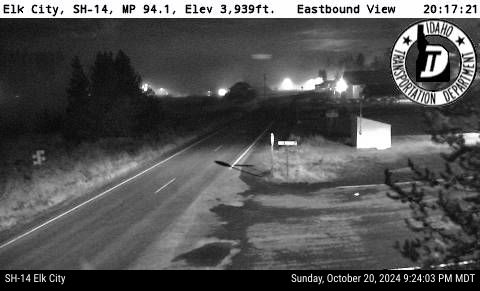 Elk City, SH-14, MP 94.1, Elev 3,939ft. Eastbound View 20:17:21
IDAHO
TRANSPORTATION DEPARTMENT
SH-14 Elk City Sunday, October 20, 2024 9:24:03 PM MDT